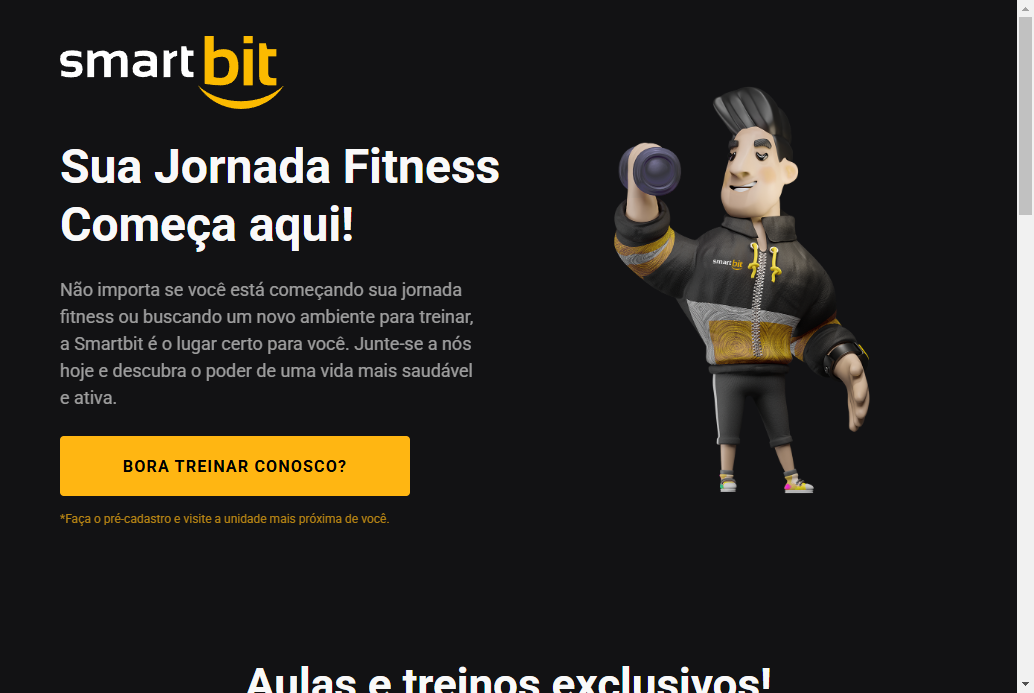 smartbit
Sua Jornada Fitness
Começa aqui!
Não importa se você está começando sua jornada
fitness ou buscando um novo ambiente para treinar,
a Smartbit é o lugar certo para você. Junte-se a nós
hoje e descubra o poder de uma vida mais saudável
e ativa.
BORA TREINAR CONOSCO?
*Faça o pré-cadastro e visite a unidade mais próxima de você.
smartbit
Aulas e treinos exclusivos!